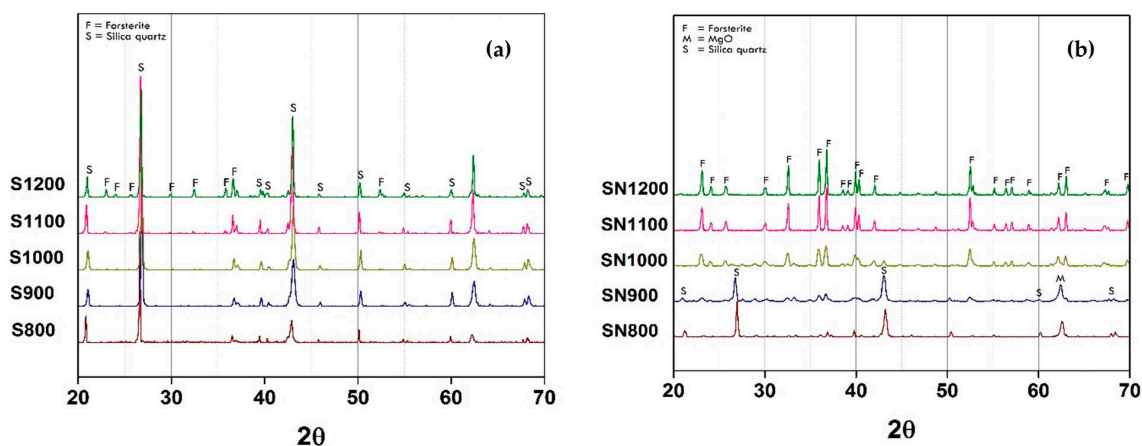 F = Forsterite
S = Silica quartz
(a)
S
S
S F F F F F F F S S S S F S S S S
S1200
S1100
S1000
S900
S800
20 30 40 50 60 70
2θ
F = Forsterite
M = MgO
S = Silica quartz
(b)
F F F F F F F F F F F F F F F F F F F F
SN1200
SN1100
SN1000
SN900
SN800
S S S S M S
20 30 40 50 60 70
2θ